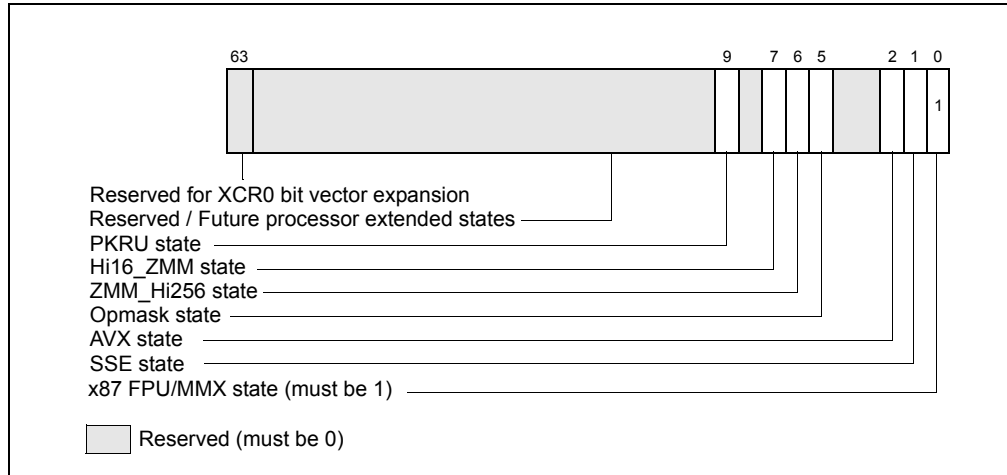 63 9 7 6 5 2 1 0
1
Reserved for XCR0 bit vector expansion
Reserved / Future processor extended states
PKRU state
Hi16_ZMM state
ZMM_Hi256 state
Opmask state
AVX state
SSE state
x87 FPU/MMX state (must be 1)
Reserved (must be 0)